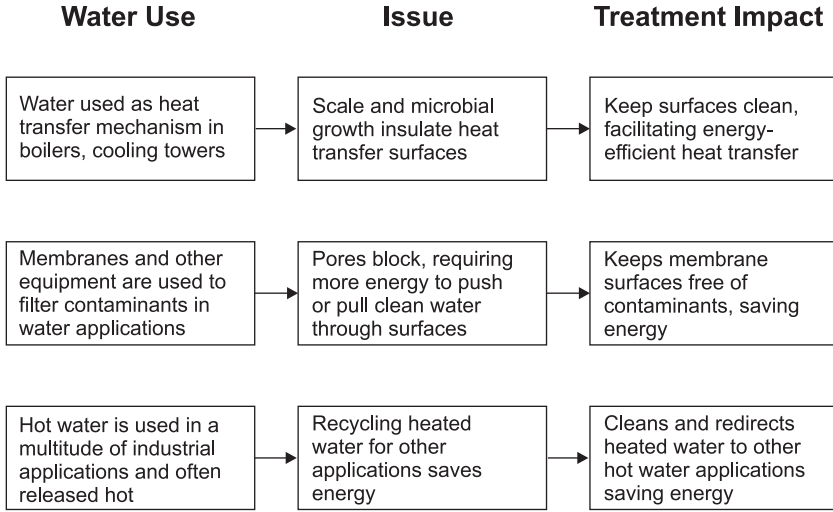 Water Use
Issue
Treatment Impact
Water used as heat
transfer mechanism in
boilers, cooling towers
Scale and microbial
growth insulate heat
transfer surfaces
Keep surfaces clean,
facilitating energy-
efficient heat transfer
Membranes and other
equipment are used to
filter contaminants in
water applications
Pores block, requiring
more energy to push
or pull clean water
through surfaces
Keeps membrane
surfaces free of
contaminants, saving
energy
Hot water is used in a
multitude of industrial
applications and often
released hot
Recycling heated
water for other
applications saves
energy
Cleans and redirects
heated water to other
hot water applications
saving energy